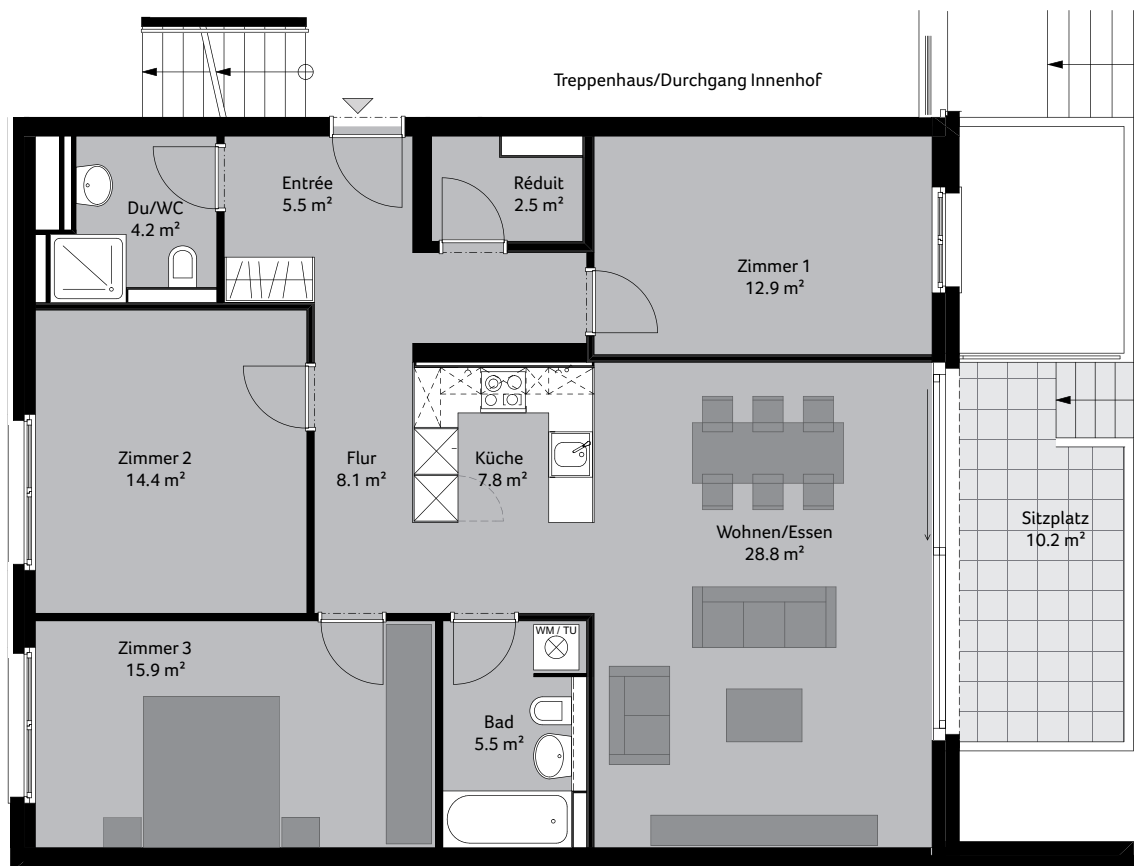 Treppenhaus/Durchgang Innenhof
Entrée
5.5 m²
Réduit
2.5 m²
Du/WC
4.2 m²
Zimmer 1
12.9 m²
Zimmer 2
14.4 m²
Flur
8.1 m²
Küche
7.8 m²
Wohnen/Essen
28.8 m²
Sitzplatz
10.2 m²
Zimmer 3
15.9 m²
WM / TU
Bad
5.5 m²